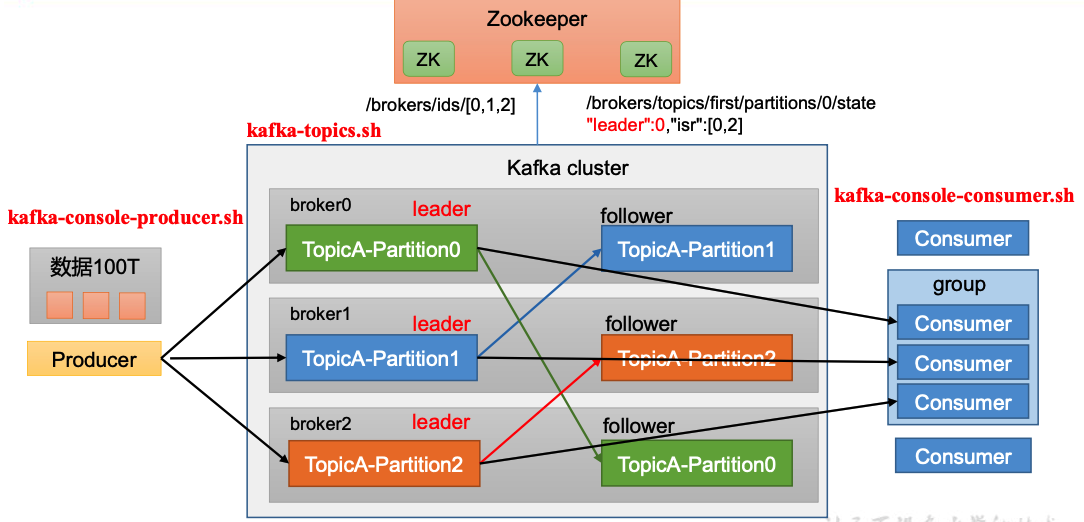 Zookeeper
ZK
ZK
ZK
/brokers/ids/[0,1,2]
/brokers/topics/first/partitions/0/state
"leader":0,"isr":[0,2]
kafka-topics.sh
Kafka cluster
kafka-console-producer.sh
kafka-console-consumer.sh
broker0
leader
follower
TopicA-Partition0
TopicA-Partition1
数据100T
Producer
broker1
leader
follower
TopicA-Partition1
TopicA-Partition2
broker2
leader
follower
TopicA-Partition2
TopicA-Partition0
Consumer
group
Consumer
Consumer
Consumer
Consumer